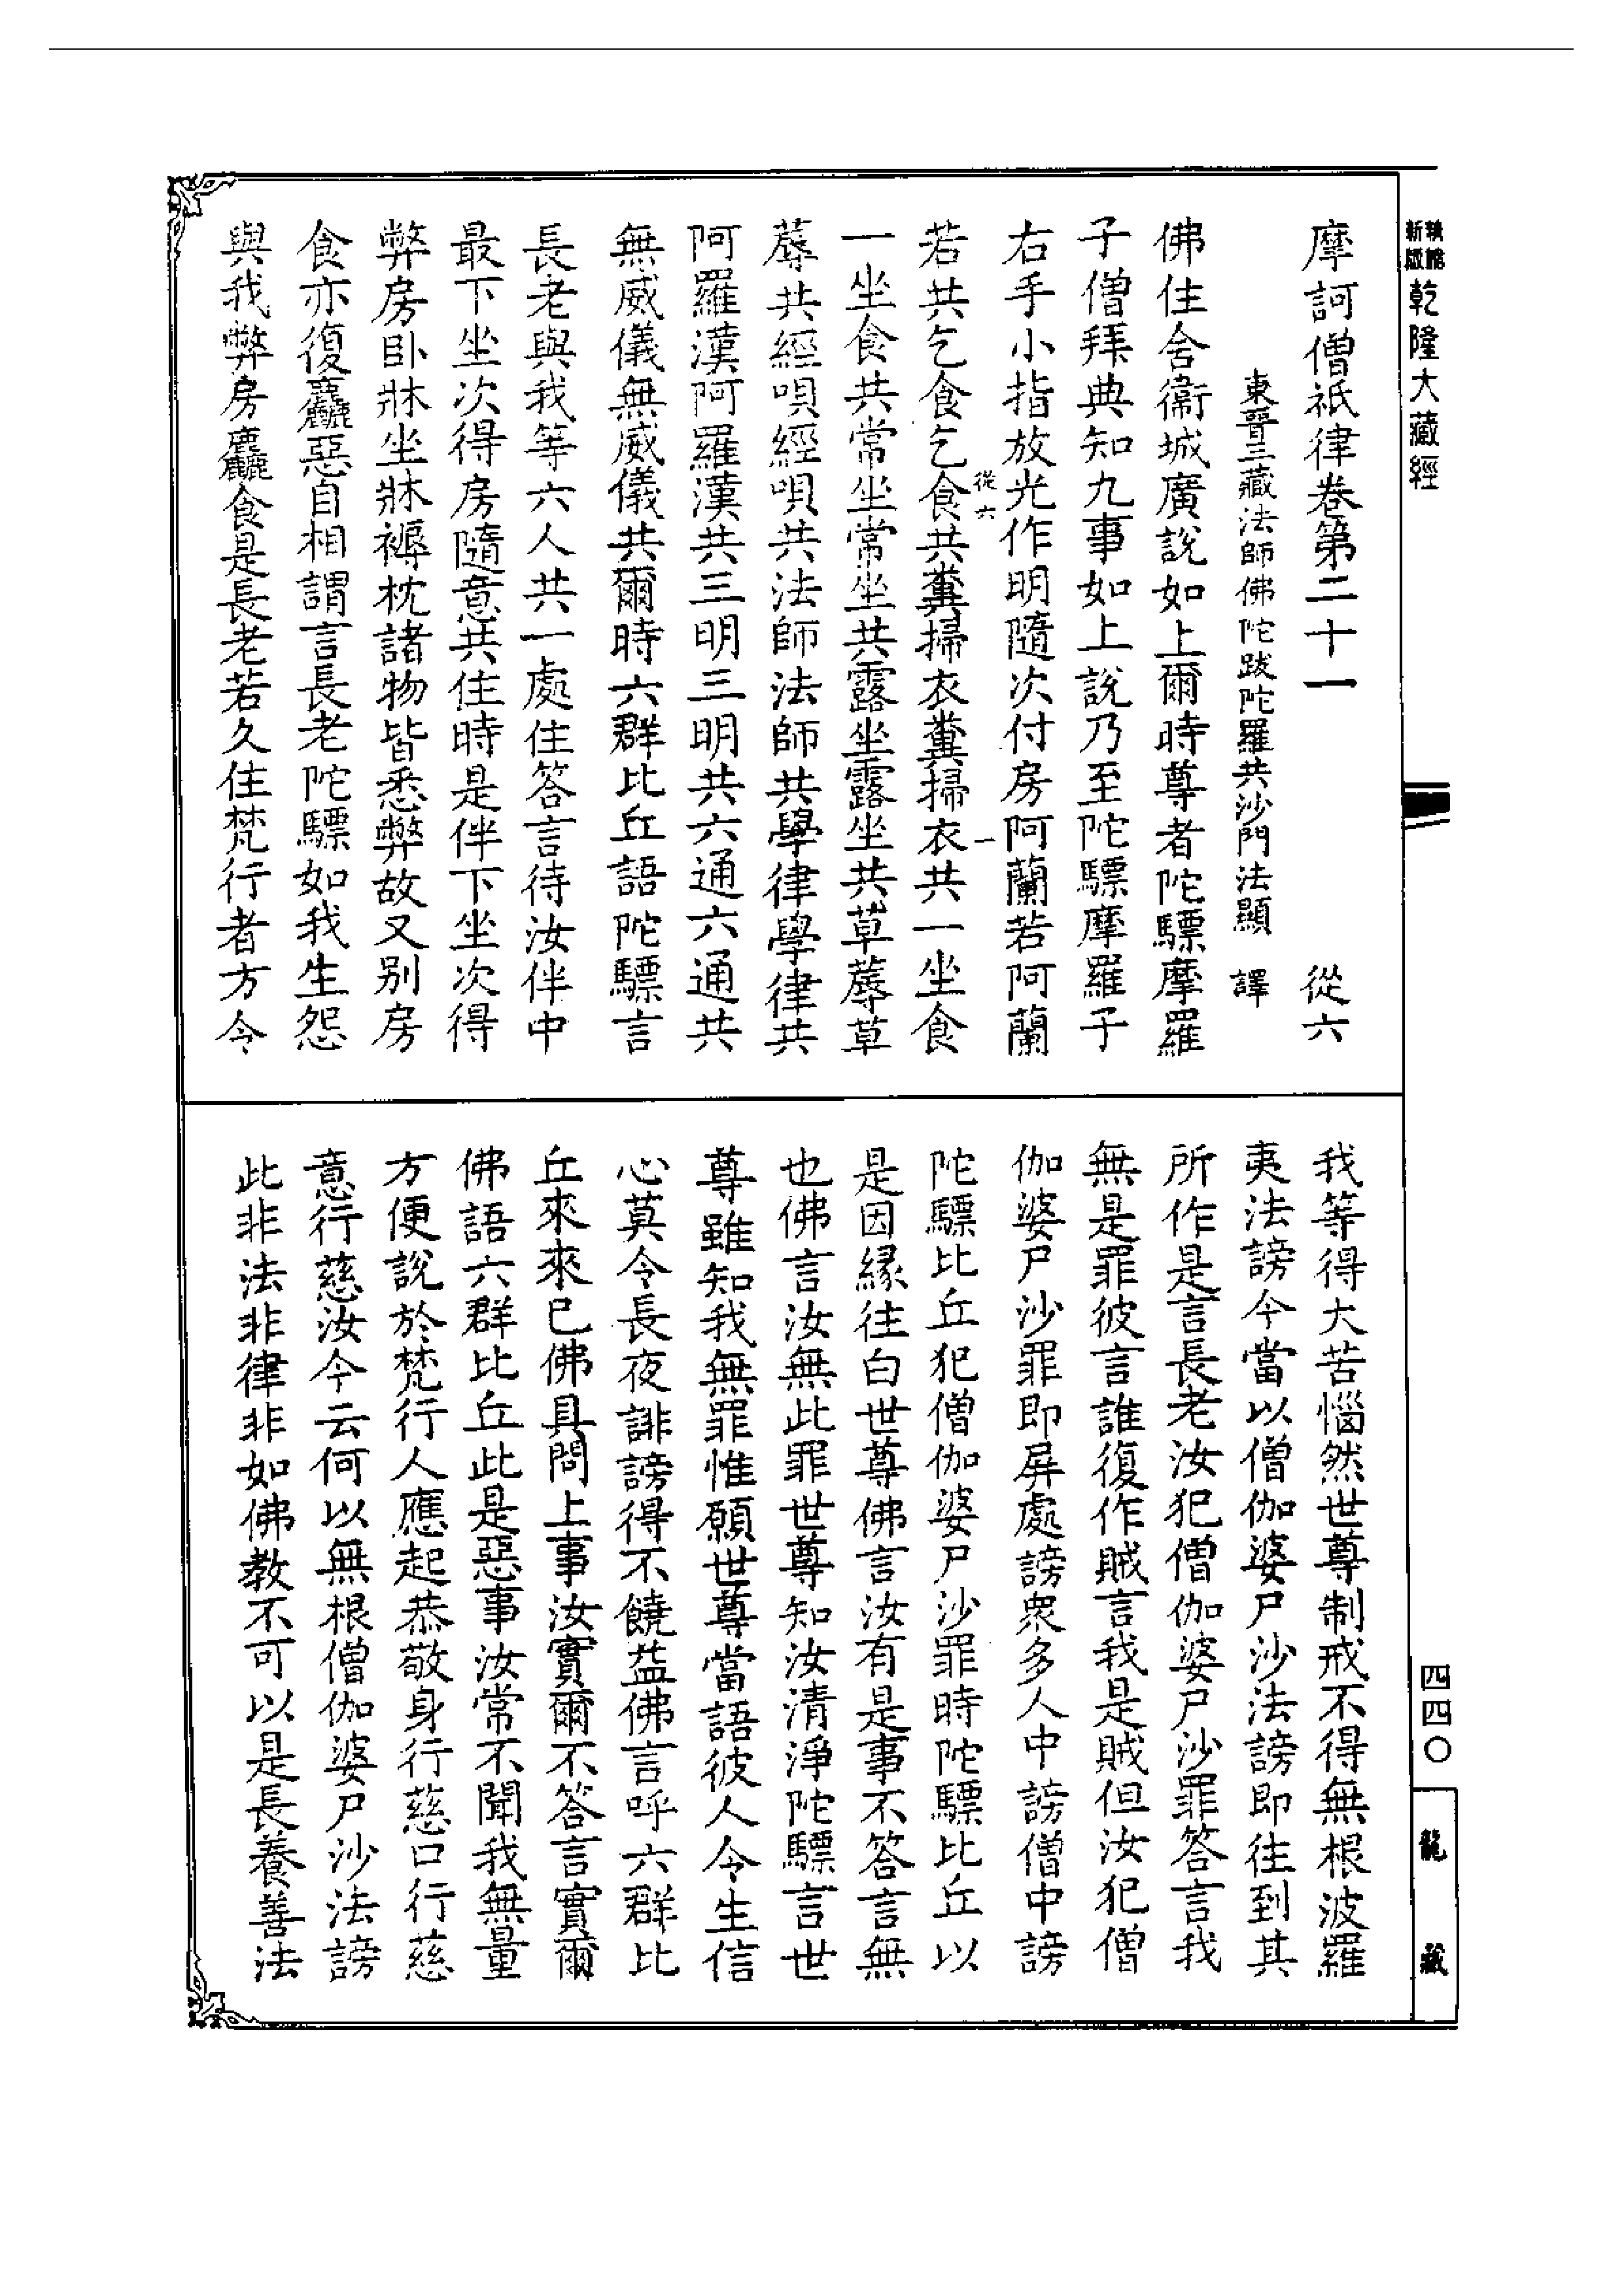 新版
乾隆大藏經
摩訶僧祇律卷第二十一 從六
東晉三藏法師佛陀跋陀羅共沙門法顯 譯
佛住舍衞城廣說如上爾時尊者陀驃摩羅
子僧拜典知九事如上說乃至陀驃摩羅子
右手小指放光作明隨次付房阿蘭若阿蘭
從六 一
若共乞食乞食共糞掃衣糞掃衣共一坐食
一坐食共常坐常坐共露坐露坐共草蓐草
蓐共經唄經唄共法師法師共學律學律共
阿羅漢阿羅漢共三明三明共六通六通共
無威儀無威儀共爾時六群比丘語陀驃言
長老與我等六人共一處住答言待汝伴中
最下坐次得房隨意共住時是伴下坐次得
弊房卧牀坐牀褥枕諸物皆悉弊故又别房
食亦復麤惡自相謂言長老陀驃如我生怨
與我弊房麤食是長老若久住梵行者方令
我等得大苦惱然世尊制戒不得無根波羅
夷法謗今當以僧伽婆尸沙法謗即往到其
所作是言長老汝犯僧伽婆尸沙罪答言我
無是罪彼言誰復作賊言我是賊但汝犯僧
伽婆尸沙罪即屏處謗衆多人中謗僧中謗
陀驃比丘犯僧伽婆尸沙罪時陀驃比丘以
是因緣往白世尊佛言汝有是事不答言無
也佛言汝無此罪世尊知汝清淨陀驃言世
尊雖知我無罪惟願世尊當語彼人令生信
心莫令長夜誹謗得不饒益佛言呼六群比
丘來來已佛具問上事汝實爾不答言實爾
佛語六群比丘此是惡事汝常不聞我無量
方便說於梵行人應起恭敬身行慈口行慈
意行慈汝今云何以無根僧伽婆尸沙法謗
此非法非律非如佛教不可以是長養善法
四四〇
龍藏